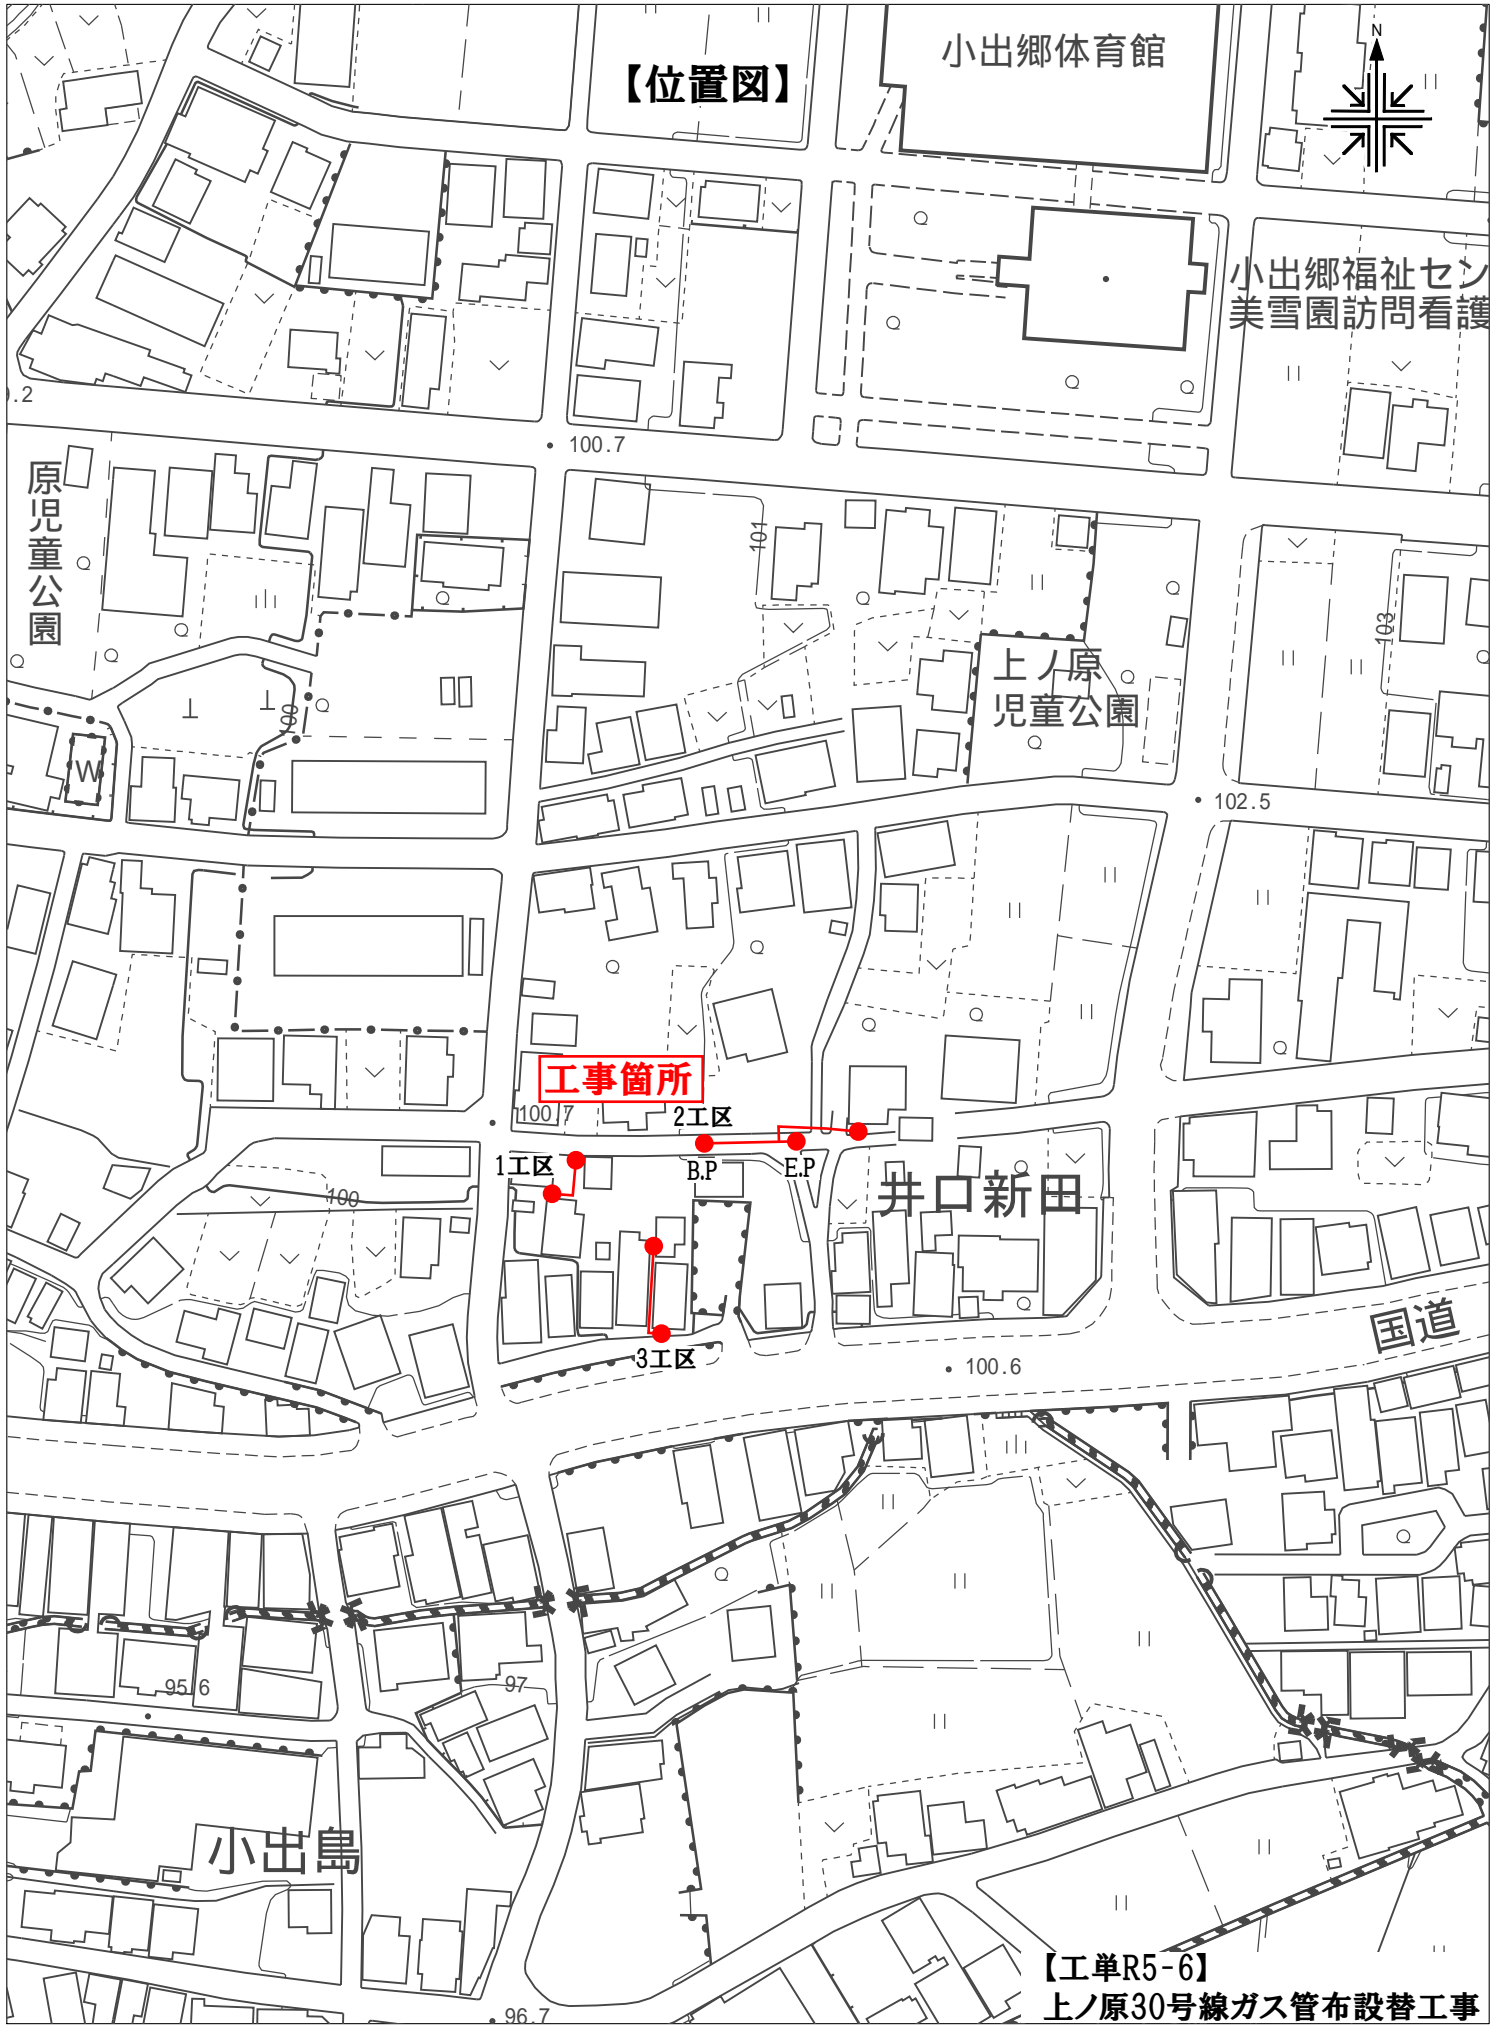 【位置図】
小出郷体育館
N
小出郷福祉セン
美雪園訪問看護
.2
100.7
原児童公園
101
103
上ノ原
児童公園
100
W
102.5
工事箇所
100.7
2工区
1工区
B.P
E.P
井口新田
100
3工区
国道
100.6
95.6
97
小出島
96.7
【工単R5-6】
上ノ原30号線ガス管布設替工事